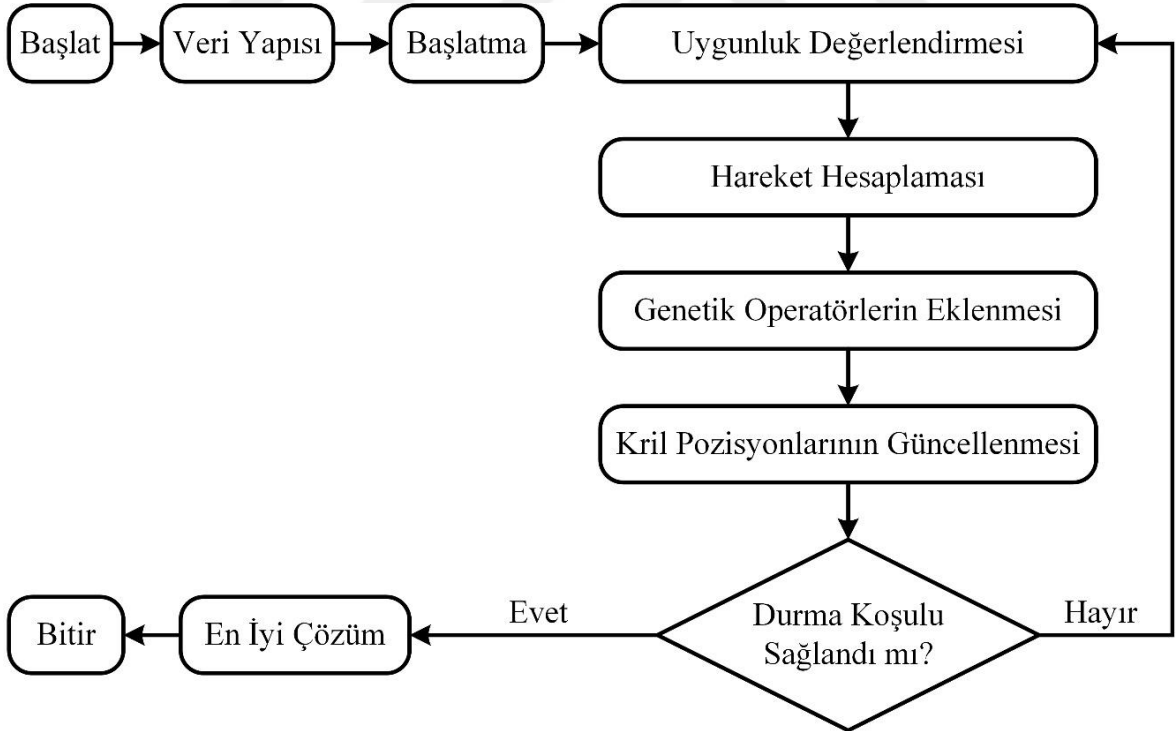 Başlat
Veri Yapısı
Başlatma
Uygunluk Değerlendirmesi
Hareket Hesaplaması
Genetik Operatörlerin Eklenmesi
Kril Pozisyonlarının Güncellenmesi
Durma Koşulu
Sağlandı mı?
Hayır
Evet
En İyi Çözüm
Bitir